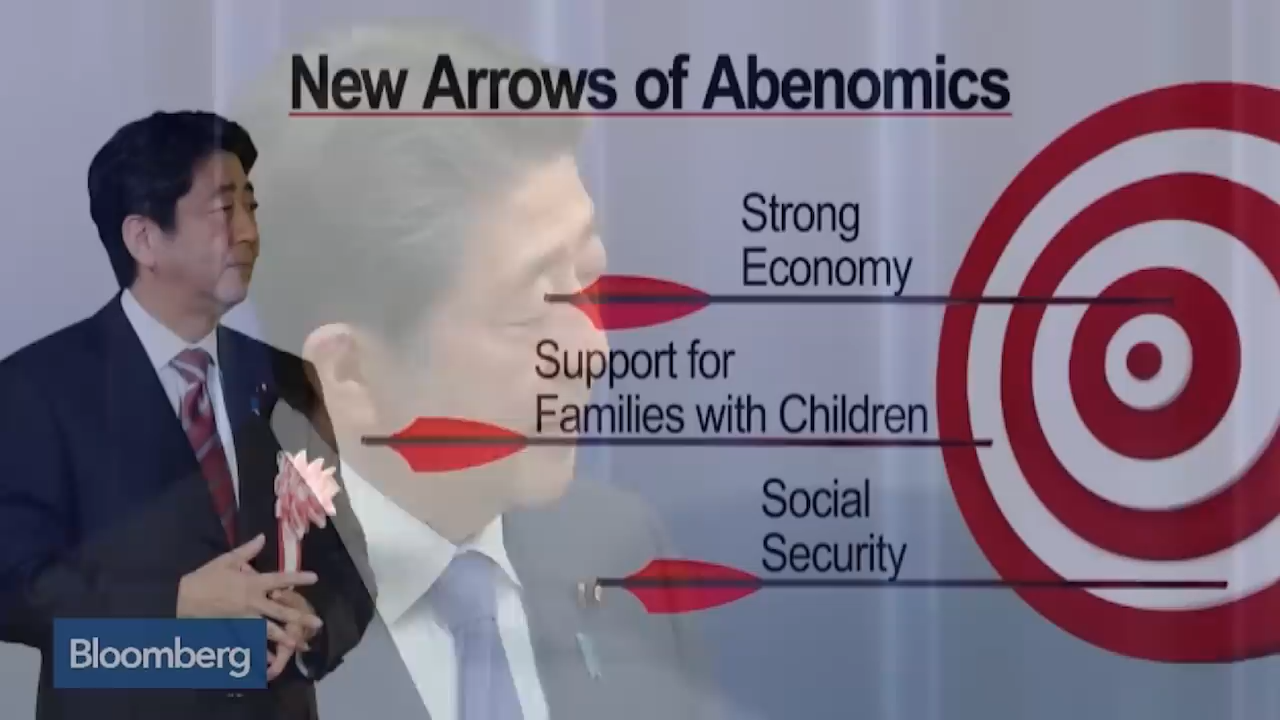 New Arrows of Abenomics
Strong
Economy
Support for
Families with Children
Social
Security
Bloomberg